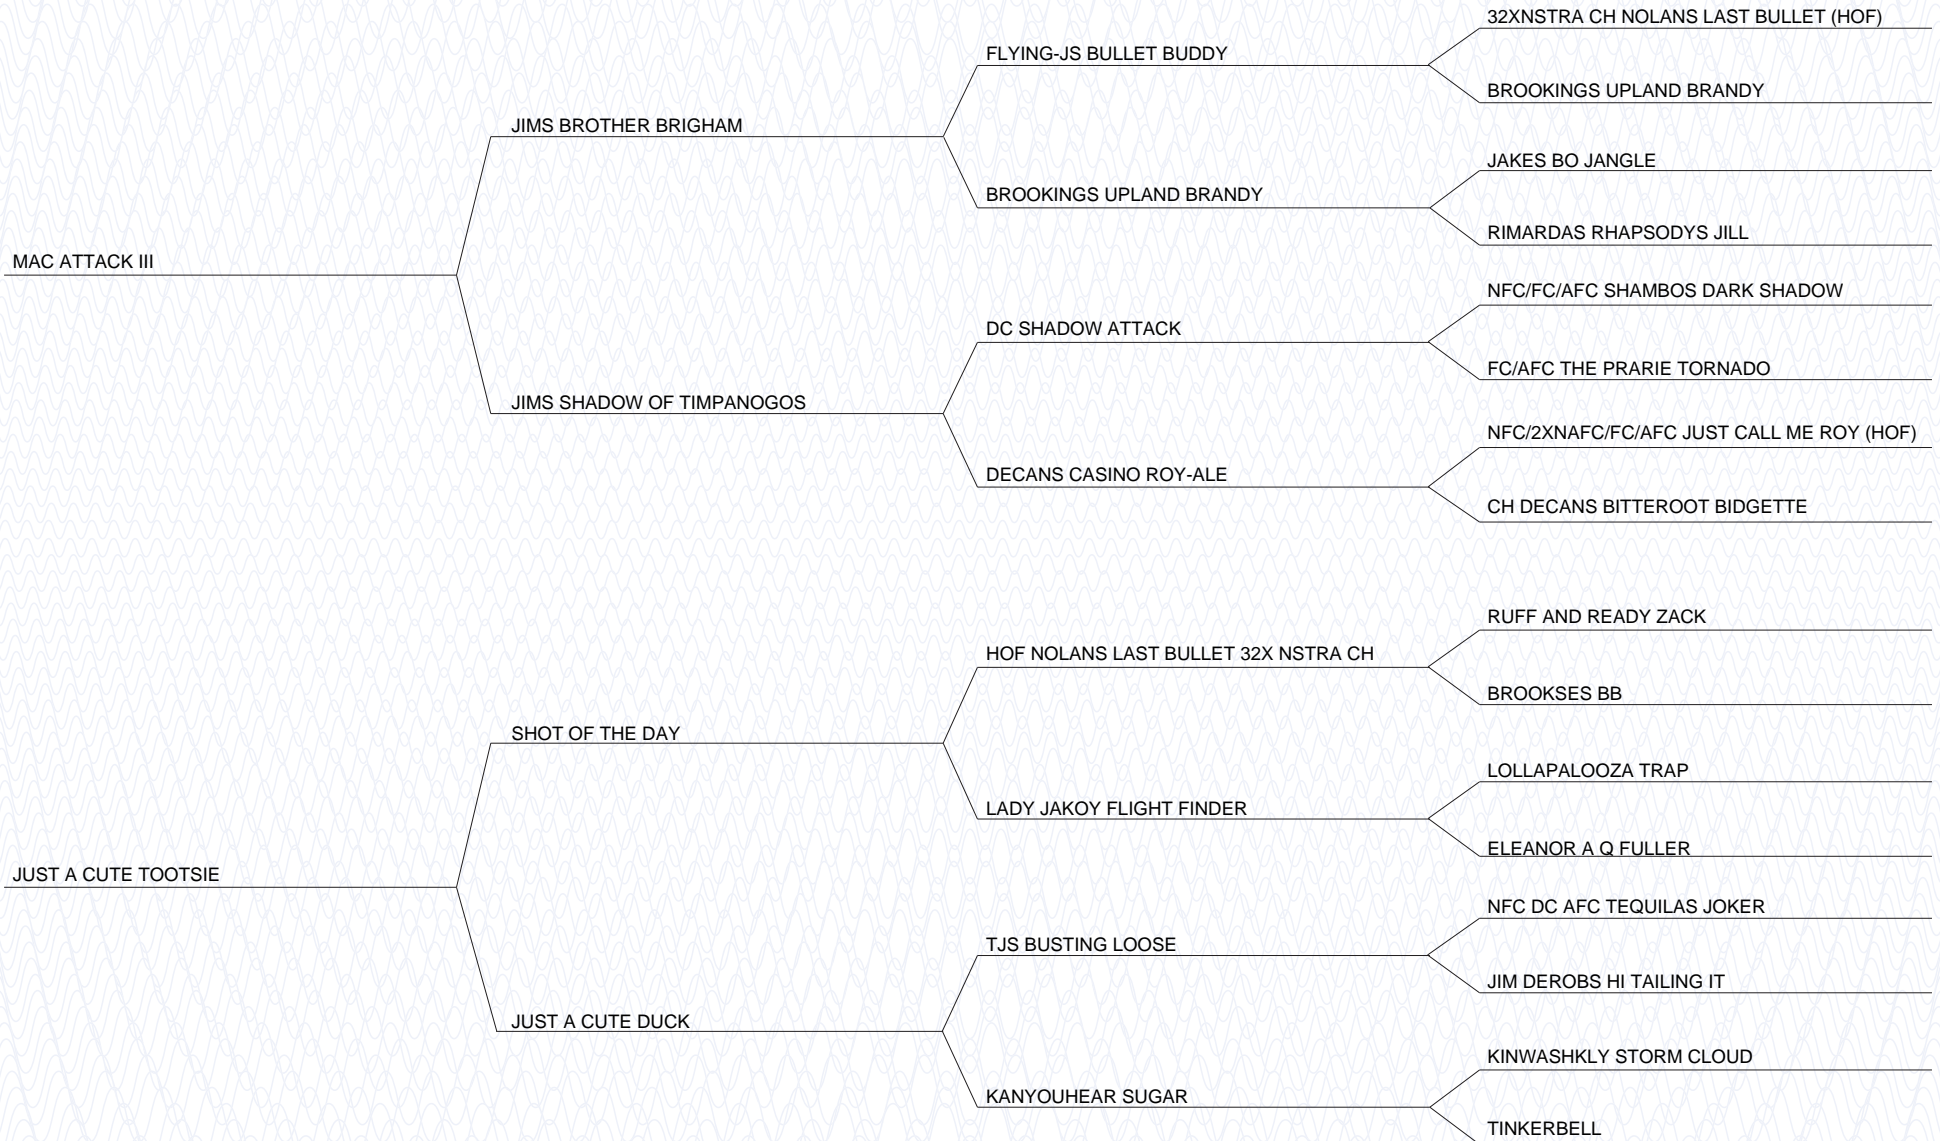 32XNSTRA CH NOLANS LAST BULLET (HOF)
FLYING-JS BULLET BUDDY
BROOKINGS UPLAND BRANDY
JIMS BROTHER BRIGHAM
JAKES BO JANGLE
BROOKINGS UPLAND BRANDY
RIMARDAS RHAPSODYS JILL
MAC ATTACK III
NFC/FC/AFC SHAMBOS DARK SHADOW
DC SHADOW ATTACK
FC/AFC THE PRARIE TORNADO
JIMS SHADOW OF TIMPANOGOS
NFC/2XNAFC/FC/AFC JUST CALL ME ROY (HOF)
DECANS CASINO ROY-ALE
CH DECANS BITTEROOT BIDGETTE
RUFF AND READY ZACK
HOF NOLANS LAST BULLET 32X NSTRA CH
BROOKSES BB
SHOT OF THE DAY
LOLLAPALOOZA TRAP
LADY JAKOY FLIGHT FINDER
ELEANOR A Q FULLER
JUST A CUTE TOOTSIE
NFC DC AFC TEQUILAS JOKER
TJS BUSTING LOOSE
JIM DEROBS HI TAILING IT
JUST A CUTE DUCK
KINWASHKLY STORM CLOUD
KANYOUHEAR SUGAR
TINKERBELL